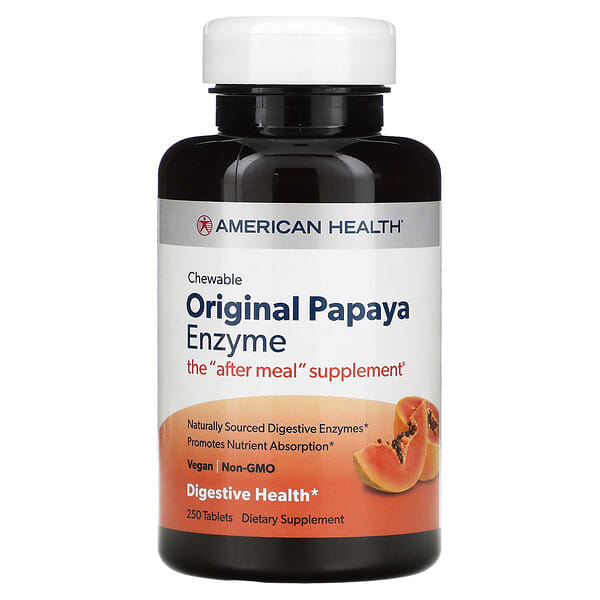 AMERICAN HEALTH®
Chewable
Original Papaya
Enzyme
the "after meal" supplement®
Naturally Sourced Digestive Enzymes*
Promotes Nutrient Absorption*
Vegan | Non-GMO
Digestive Health*
250 Tablets Dietary Supplement